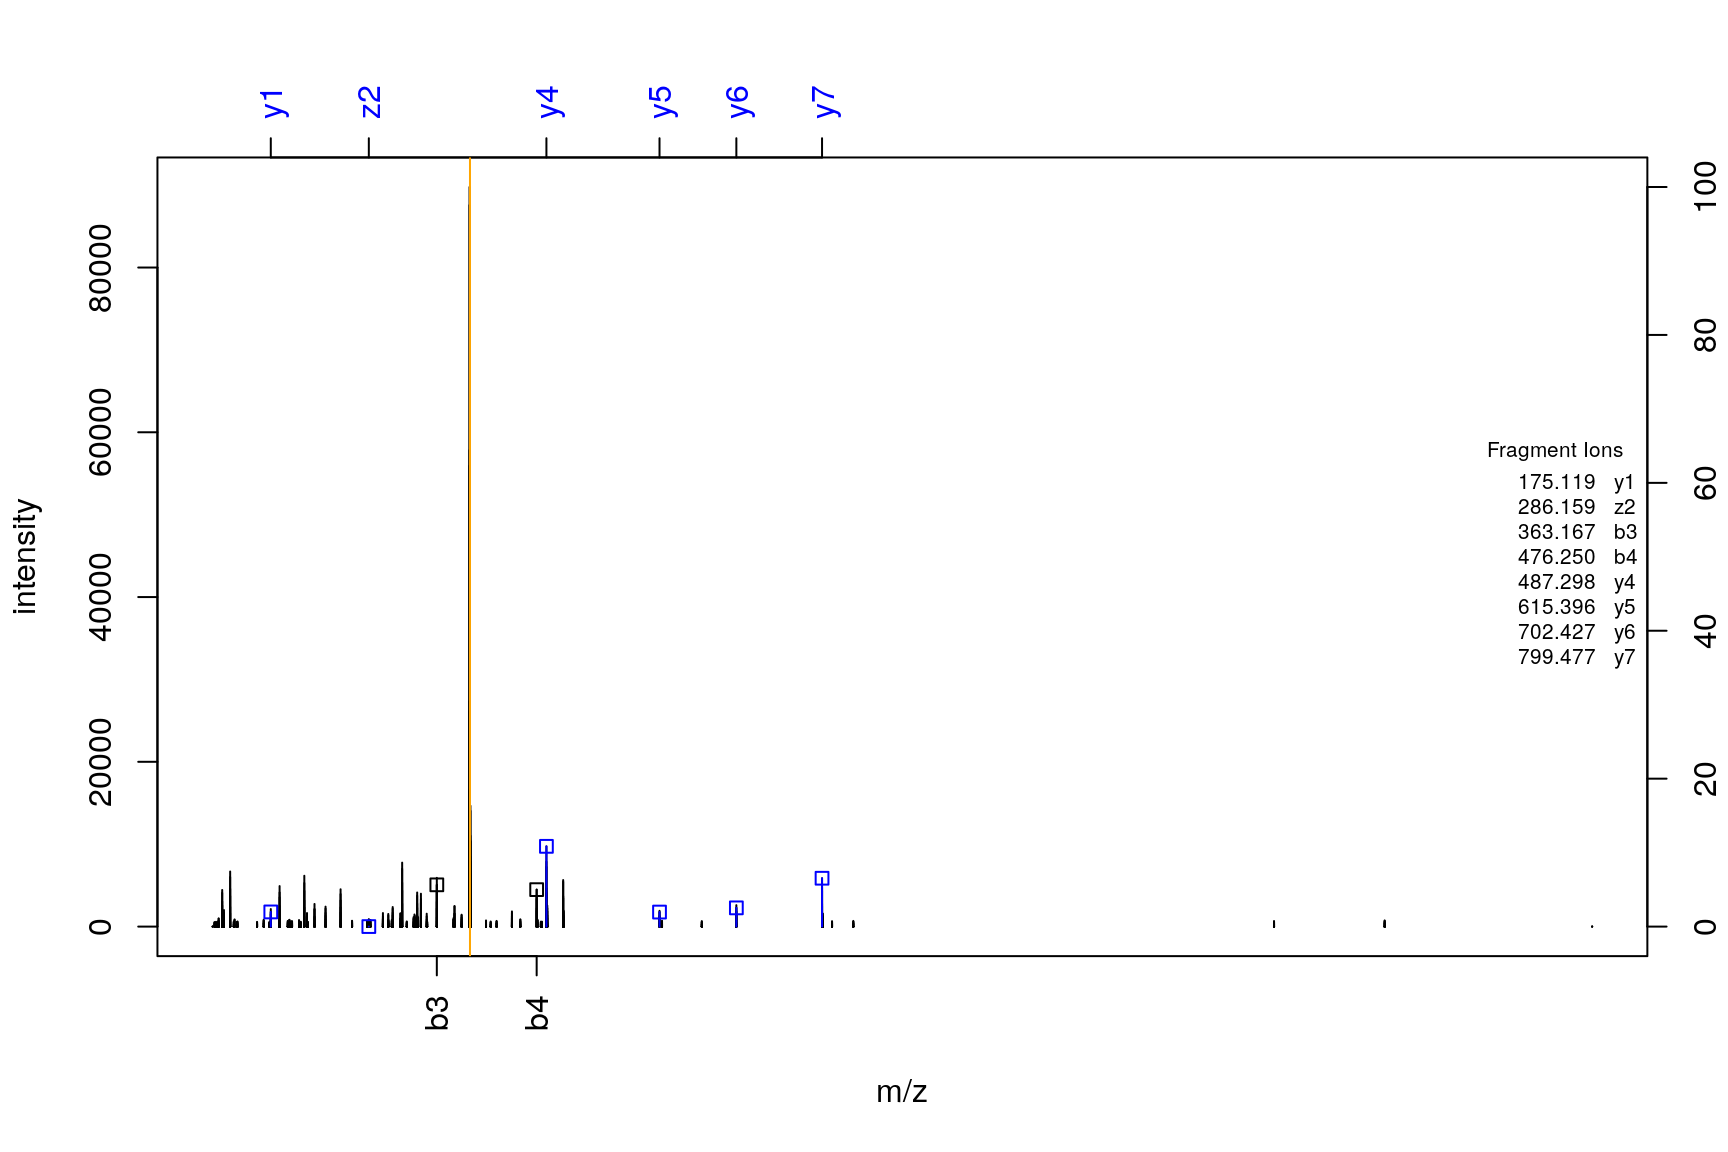 y1 z2 y4 y5 y6 y7
intensity
0 20000 40000 60000 80000
0 20 40 60 80 100
Fragment Ions
175.119 y1
286.159 z2
363.167 b3
476.250 b4
487.298 y4
615.396 y5
702.427 y6
799.477 y7
b3 b4
m/z